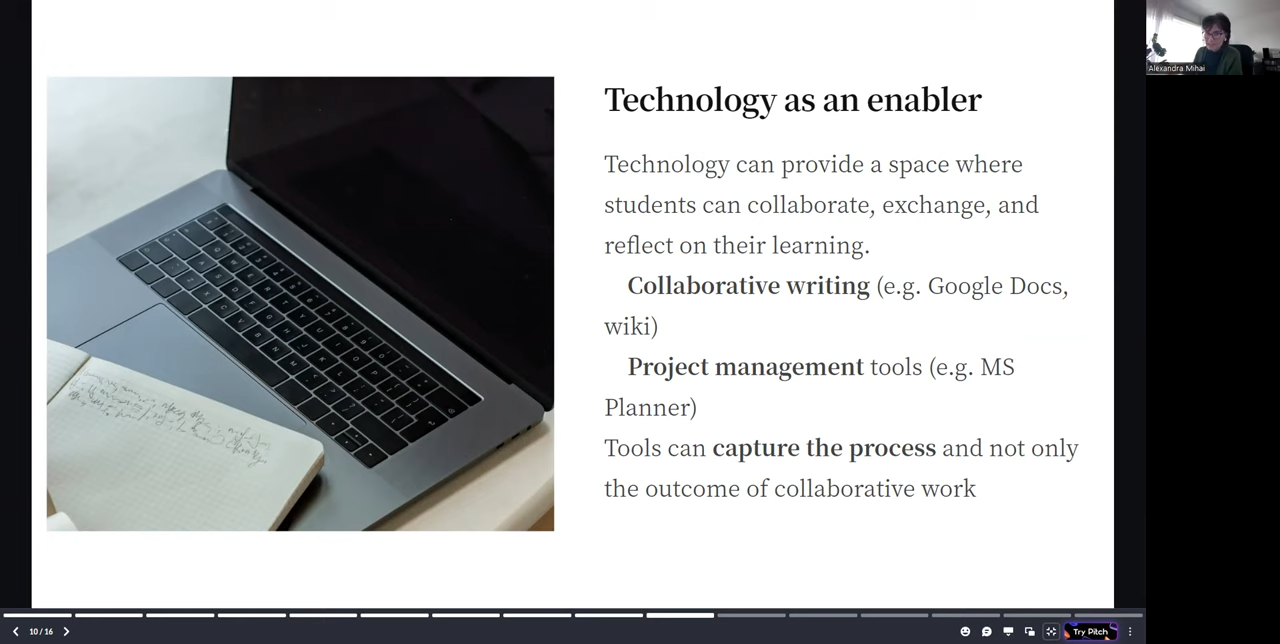 Alexandra Mihai
Technology as an enabler
Technology can provide a space where
students can collaborate, exchange, and
reflect on their learning.
Collaborative writing (e.g. Google Docs,
wiki)
Project management tools (e.g. MS
Planner)
Tools can capture the process and not only
the outcome of collaborative work
10 / 16
Try Pitch